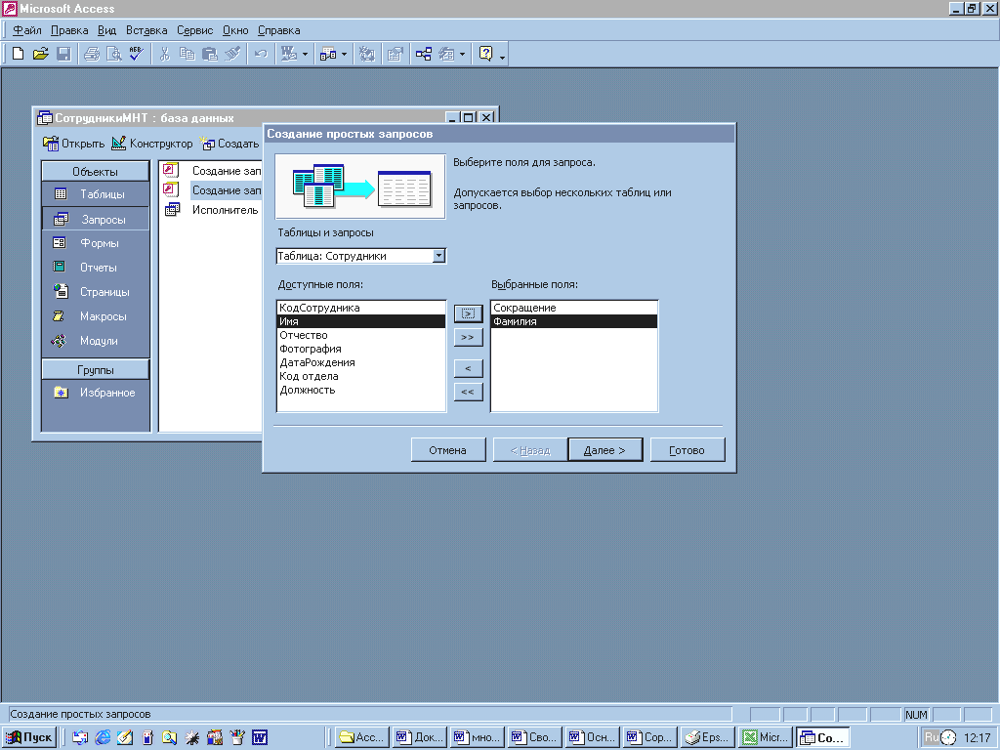 Microsoft Access
Файл Правка Вид Вставка Сервис Окно Справка
СотрудникиМНТ : база данных
Открыть Конструктор Создать
Объекты
Таблицы
Запросы
Формы
Отчеты
Страницы
Макросы
Модули
Группы
Избранное
Создание зап
Создание зап
Исполнитель
Создание простых запросов
Выберите поля для запроса.
Допускается выбор нескольких таблиц или
запросов.
Таблицы и запросы
Таблица: Сотрудники
Доступные поля:
КодСотрудника
Имя
Отчество
Фотография
ДатаРождения
Код отдела
Должность
>
>>
<
<<
Выбранные поля:
Сокращение
Фамилия
Отмена < Назад Далее > Готово
Создание простых запросов NUM
Пуск Acc... Док... мно... Сво... Осн... Сор... Eps... Micr... Со... Ru 12:17